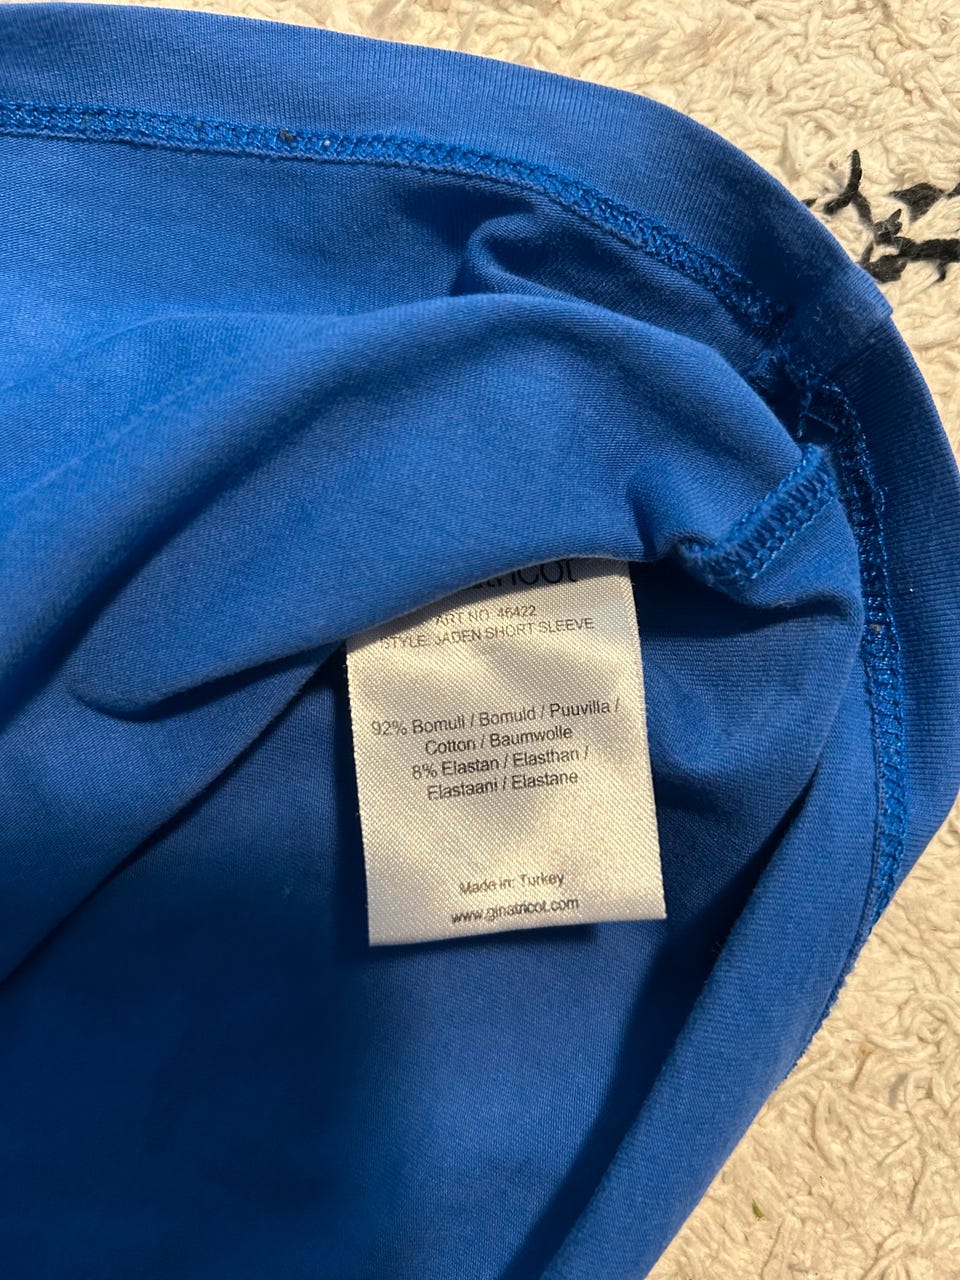 tricot
ART NO. 46422
STYLE: JADEN SHORT SLEEVE
92% Bomull / Bomuld / Puuvilla /
Cotton / Baumwolle
8% Elastan / Elasthan /
Elastaani / Elastane
Made in: Turkey
www.ginatricot.com